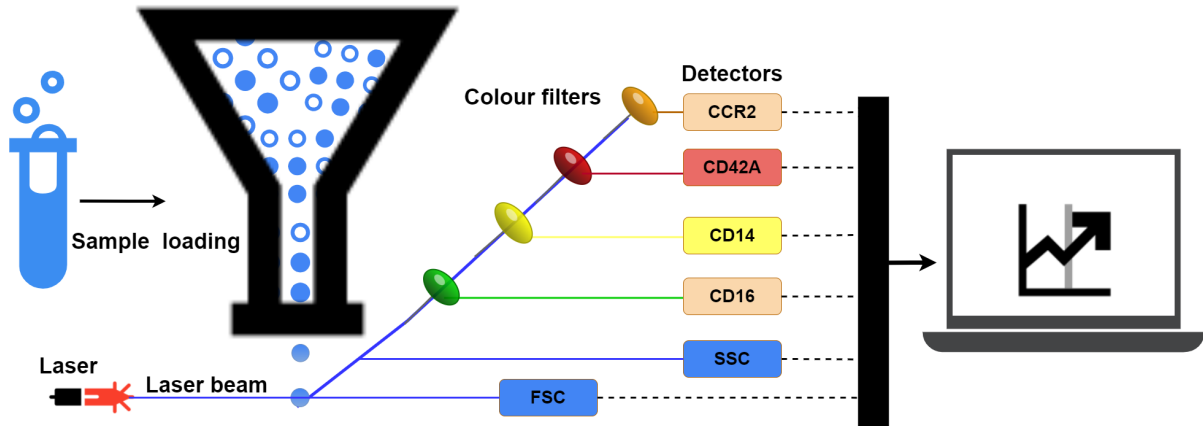 Detectors
Colour filters
CCR2
CD42A
CD14
CD16
SSC
FSC
Sample loading
Laser
Laser beam